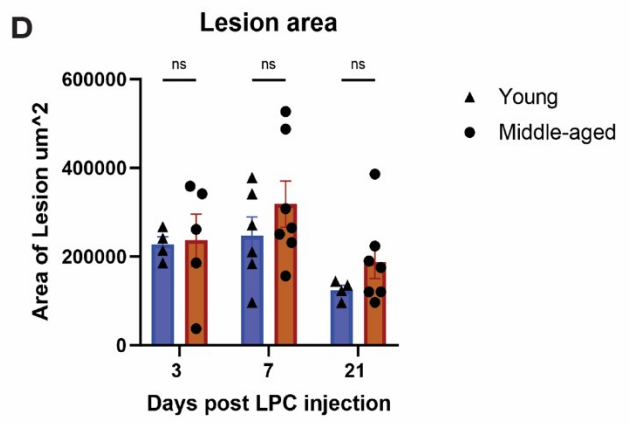 D
Lesion area
ns ns ns
600000
400000
200000
0
Area of Lesion um^2
3 7 21
Days post LPC injection
Young
Middle-aged